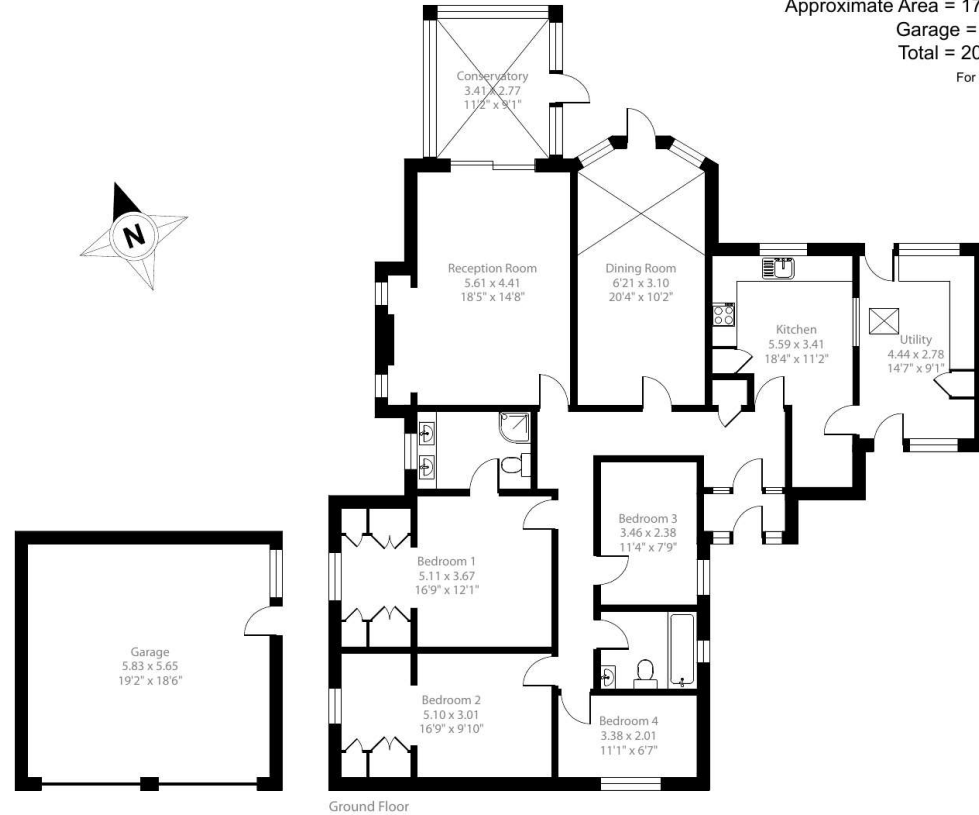 Approximate Area = 17
Garage =
Total = 20
For
Conservatory
3.41 x 2.77
11'2" x 9'1"
N
Reception Room
5.61 x 4.41
18'5" x 14'8"
Dining Room
6'21 x 3.10
20'4" x 10'2"
Kitchen
5.59 x 3.41
18'4" x 11'2"
Utility
4.44 x 2.78
14'7" x 9'1"
Bedroom 3
3.46 x 2.38
11'4" x 7'9"
Bedroom 1
5.11 x 3.67
16'9" x 12'1"
Garage
5.83 x 5.65
19'2" x 18'6"
Bedroom 2
5.10 x 3.01
16'9" x 9'10"
Bedroom 4
3.38 x 2.01
11'1" x 6'7"
Ground Floor